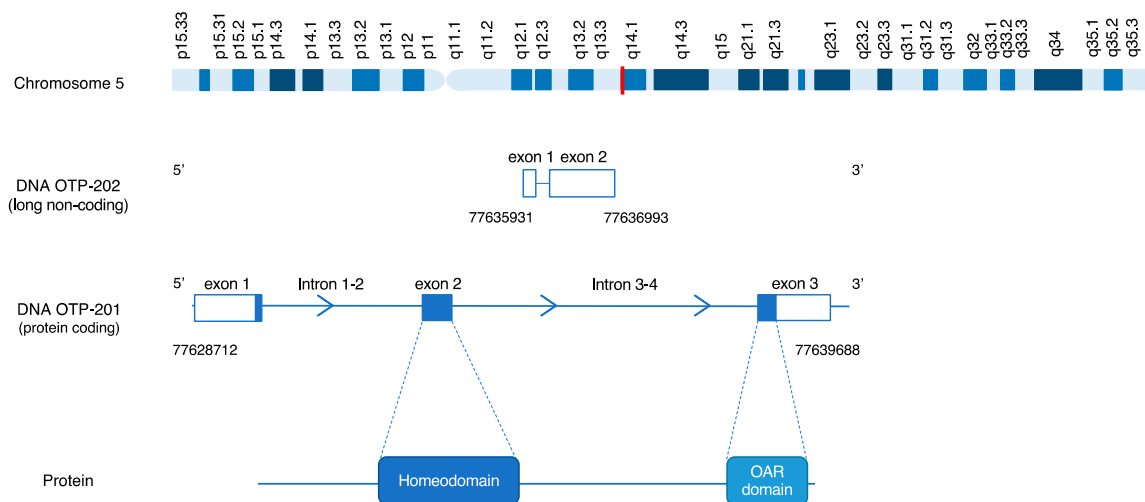 p15.33 p15.31 p15.2 p15.1 p14.3 p14.1 p13.3 p13.2 p13.1 p12 p11 q11.1 q11.2 q12.1 q12.3 q13.2 q13.3 q14.1 q14.3 q15 q21.1 q21.3 q23.1 q23.2 q23.3 q31.1 q31.2 q31.3 q32 q33.1 q33.2 q33.3 q34 q35.1 q35.2 q35.3
Chromosome 5
5' 3'
exon 1 exon 2
DNA OTP-202
(long non-coding)
77635931 77636993
5' 3'
exon 1 Intron 1-2 exon 2 Intron 3-4 exon 3
DNA OTP-201
(protein coding)
77628712 77639688
Protein
Homeodomain
OAR
domain